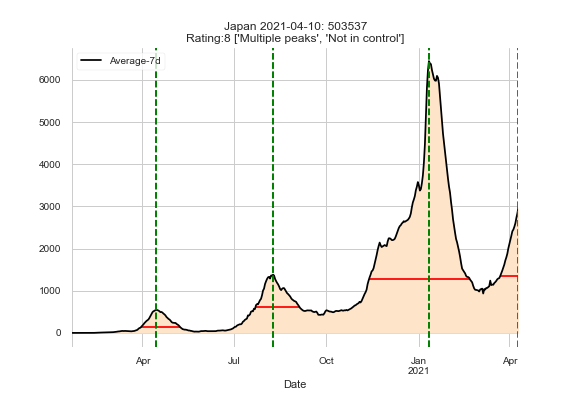 Japan 2021-04-10: 503537
Rating:8 ['Multiple peaks', 'Not in control']
Average-7d
6000
5000
4000
3000
2000
1000
0
Apr
Jul
Oct
Jan
2021
Apr
Date